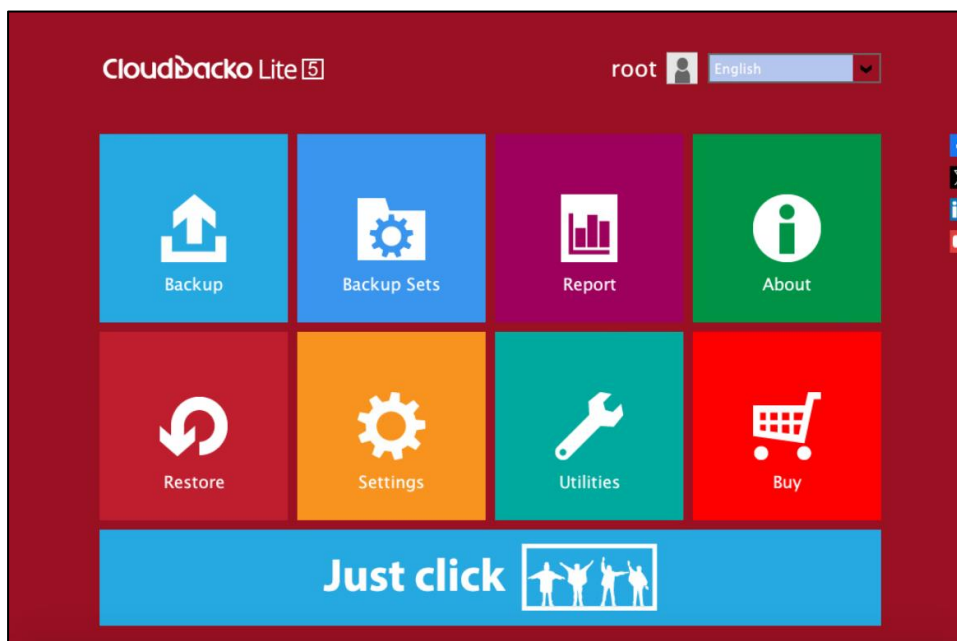 CloudBacko Lite 5
root
English
Backup
Backup Sets
Report
About
Restore
Settings
Utilities
Buy
Just click